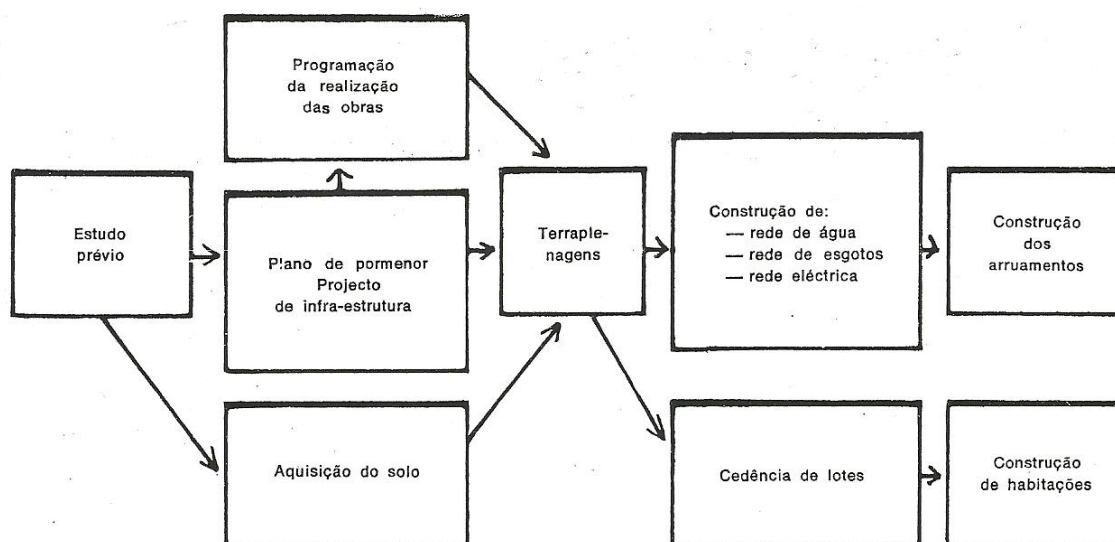 Programação
da realização
das obras
Estudo
prévio
Plano de pormenor
Projecto
de infra-estrutura
Terraple-
nagens
Construção de:
— rede de água
rede de esgotos
— rede eléctrica
Construção
dos
arruamentos
Aquisição do solo
Cedência de lotes
Construção
de habitações